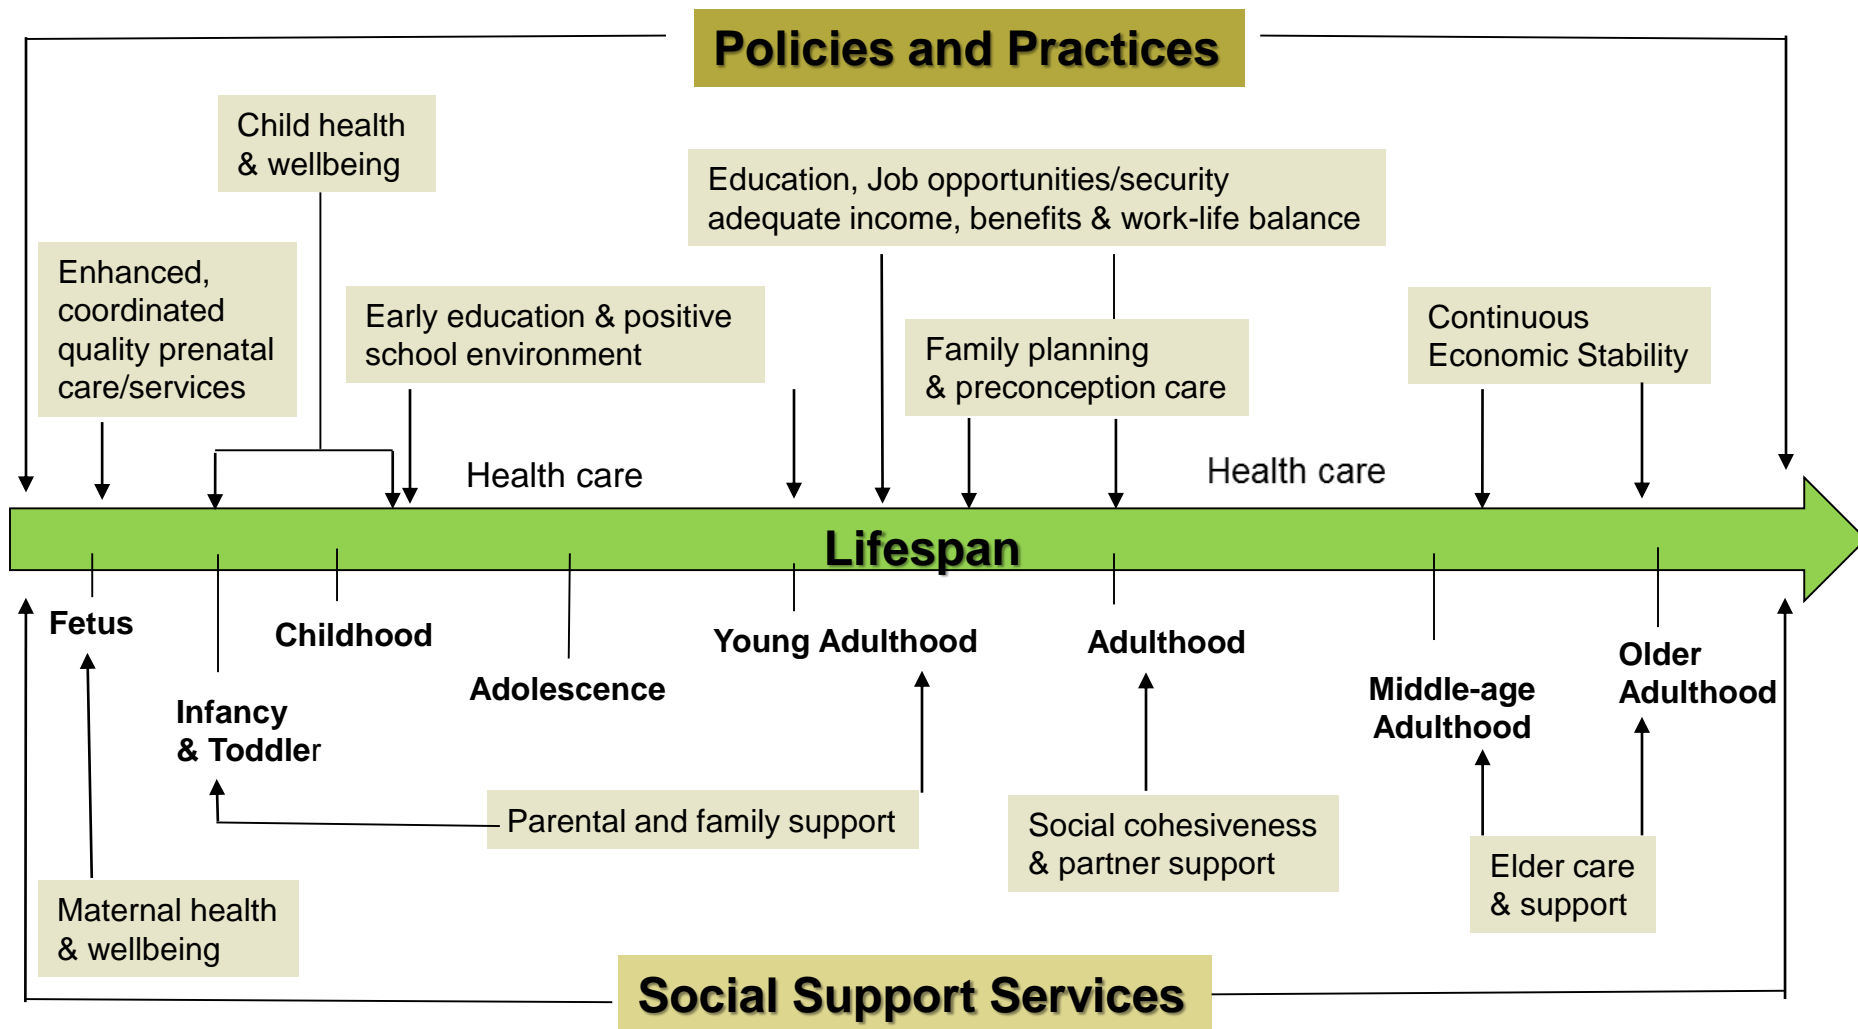 Policies and Practices
Child health
& wellbeing
Education, Job opportunities/security
adequate income, benefits & work-life balance
Enhanced,
coordinated
quality prenatal
care/services
Early education & positive
school environment
Family planning
& preconception care
Continuous
Economic Stability
Health care
Health care
Lifespan
Fetus
Infancy
& Toddler
Childhood
Adolescence
Young Adulthood
Adulthood
Middle-age
Adulthood
Older
Adulthood
Parental and family support
Social cohesiveness
& partner support
Elder care
& support
Maternal health
& wellbeing
Social Support Services